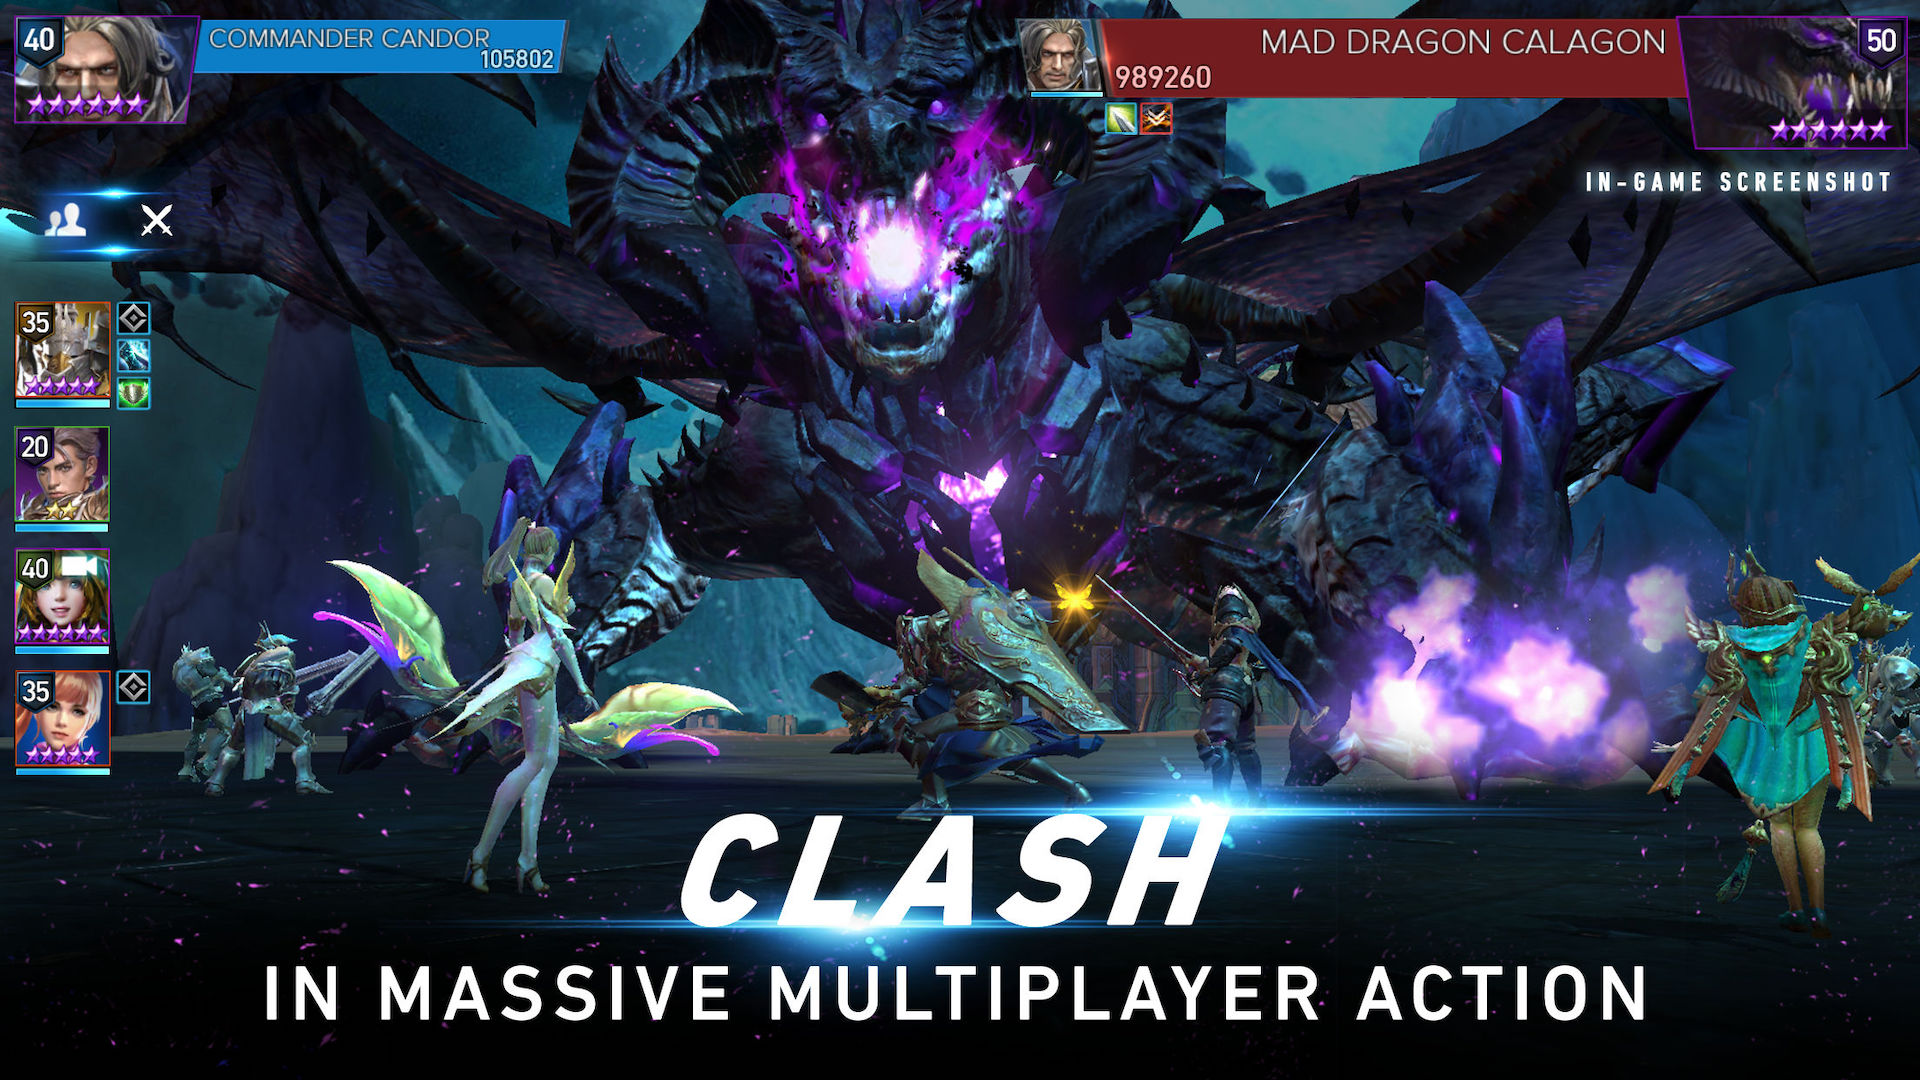 40
COMMANDER CANDOR
105802
MAD DRAGON CALAGON
989260
50
IN-GAME SCREENSHOT
35
20
40
35
CLASH
IN MASSIVE MULTIPLAYER ACTION